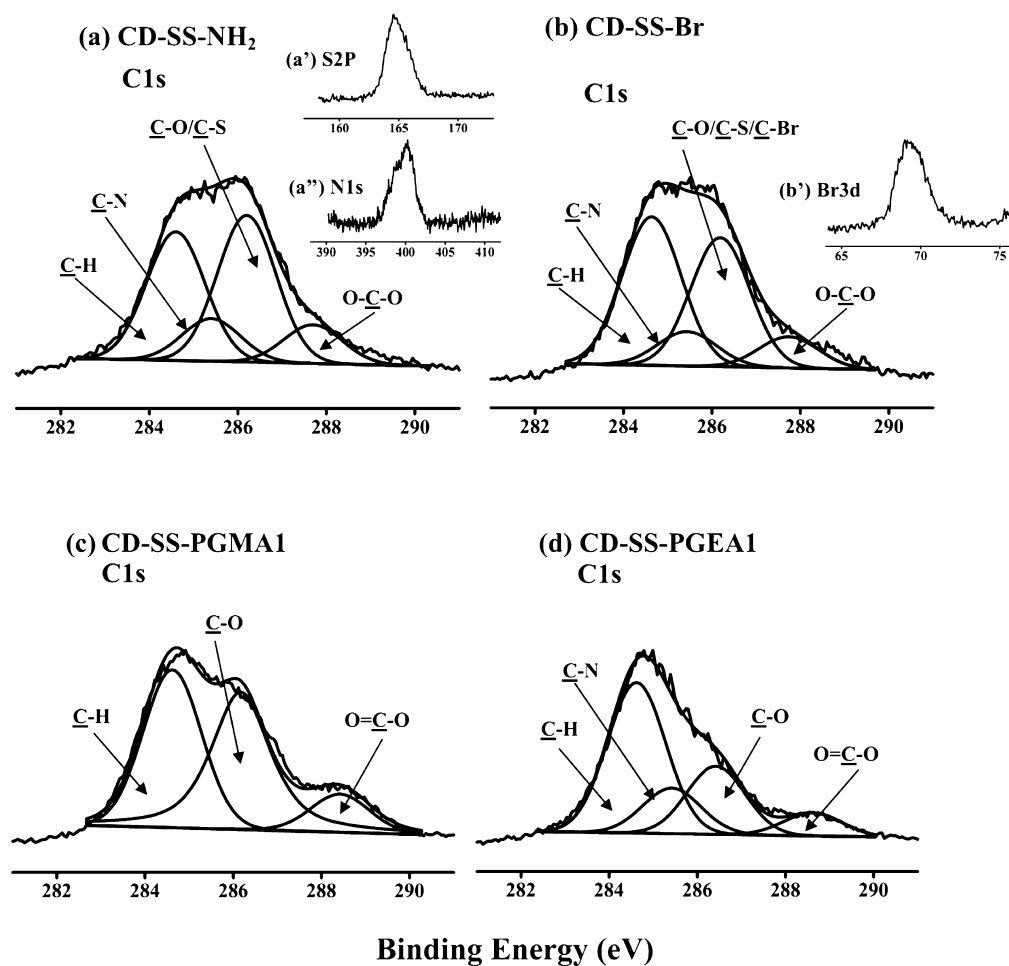 (a) CD-SS-NH₂
C1s
(a') S2P
160 165 170
C-O/C-S
(a'') N1s
390 395 400 405 410
C-N
C-H
O-C-O
282 284 286 288 290
(b) CD-SS-Br
C1s
C-O/C-S/C-Br
(b') Br3d
65 70 75
C-N
C-H
O-C-O
282 284 286 288 290
(c) CD-SS-PGMA1
C1s
C-O
C-H
O=C-O
282 284 286 288 290
(d) CD-SS-PGEA1
C1s
C-N
C-O
C-H
O=C-O
282 284 286 288 290
Binding Energy (eV)